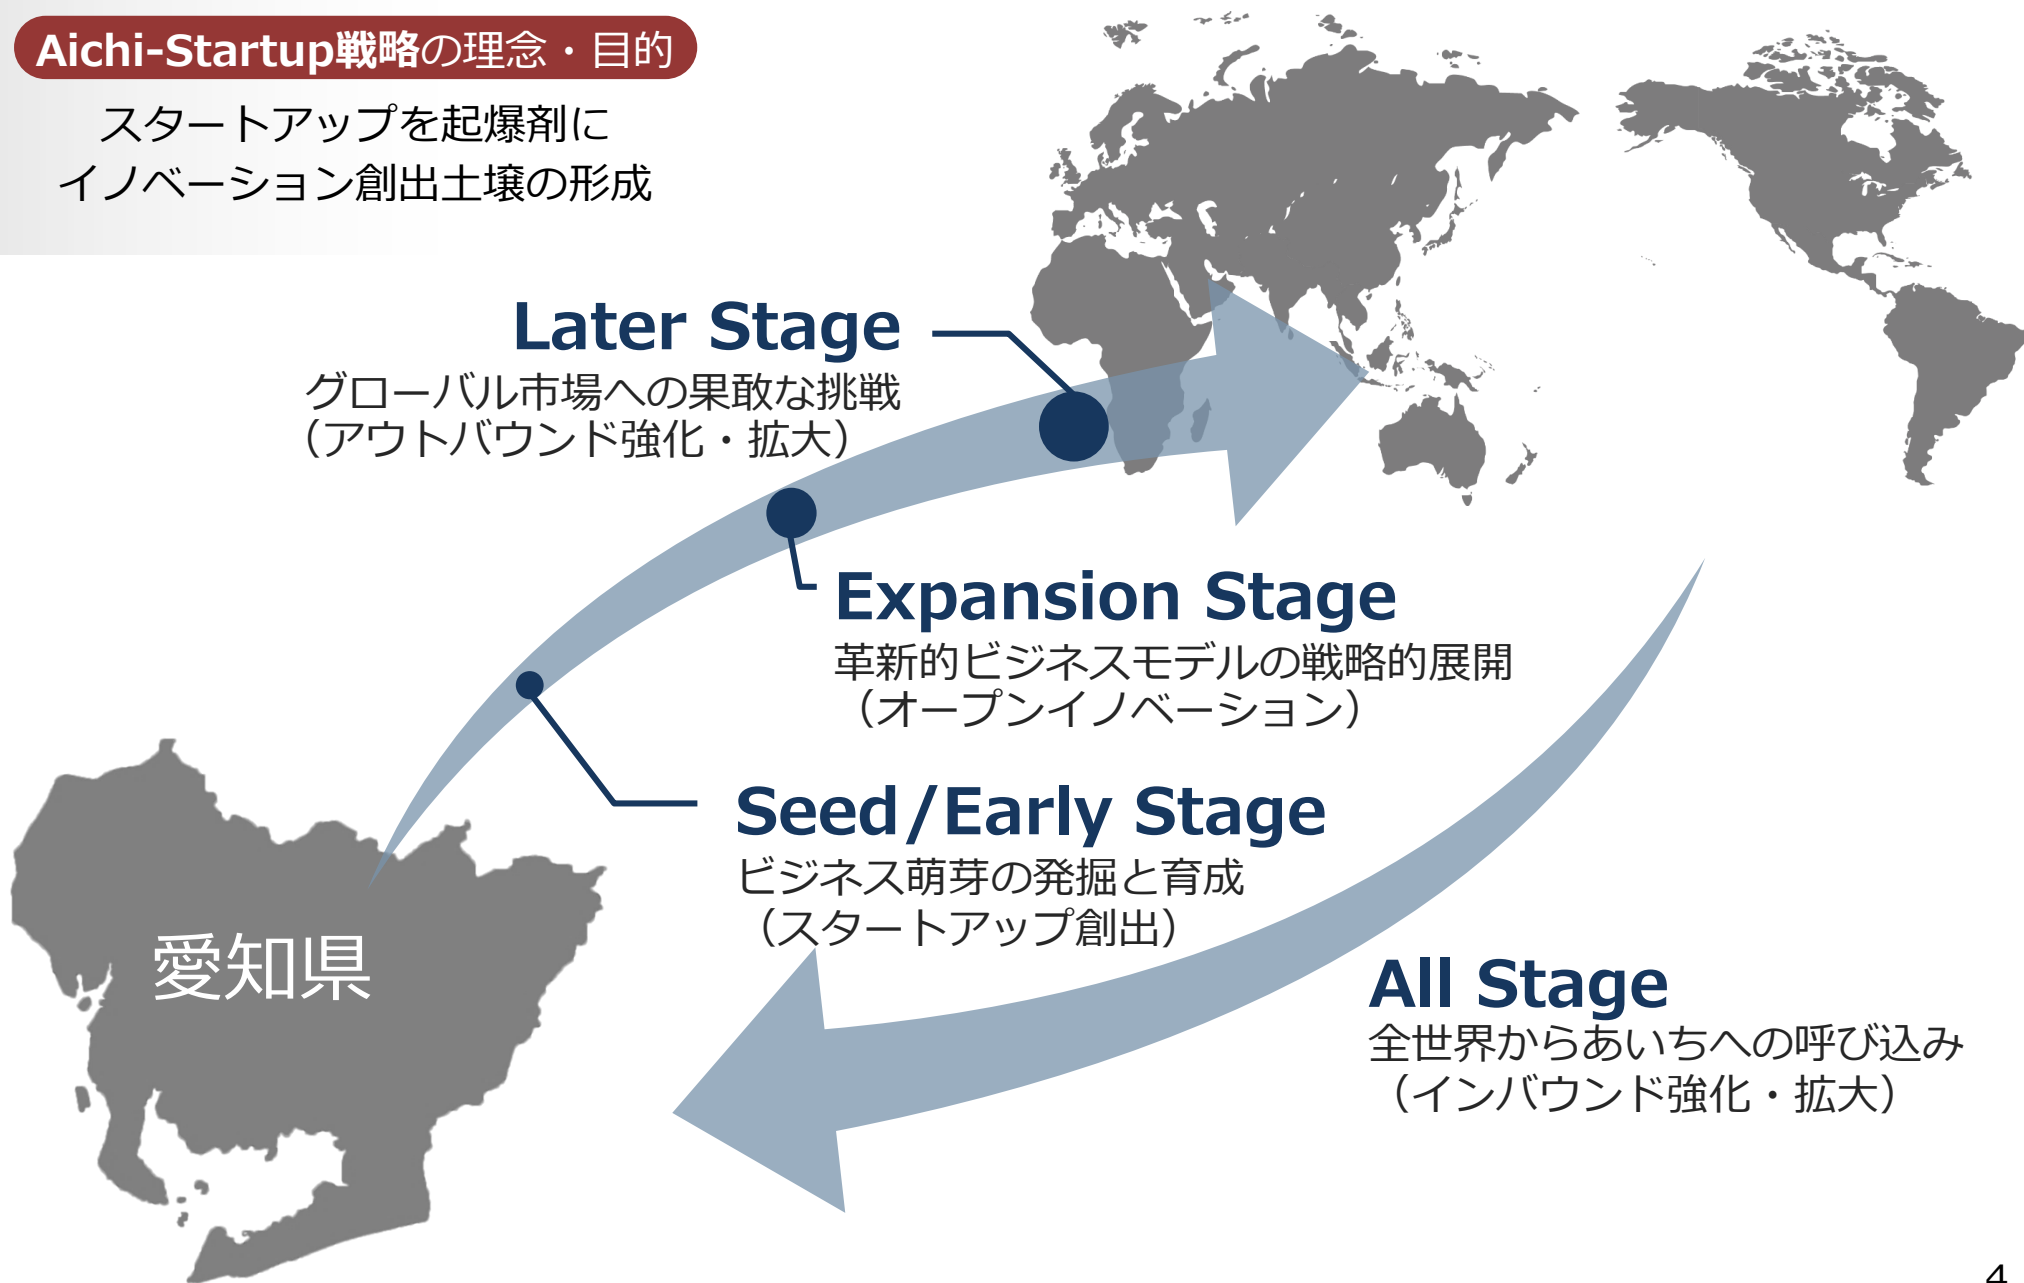 Aichi-Startup戦略の理念・目的
スタートアップを起爆剤に
イノベーション創出土壌の形成
Later Stage
グローバル市場への果敢な挑戦
（アウトバウンド強化・拡大）
Expansion Stage
革新的ビジネスモデルの戦略的展開
（オープンイノベーション）
Seed/Early Stage
ビジネス萌芽の発掘と育成
（スタートアップ創出）
愛知県
All Stage
全世界からあいちへの呼び込み
（インバウンド強化・拡大）
4